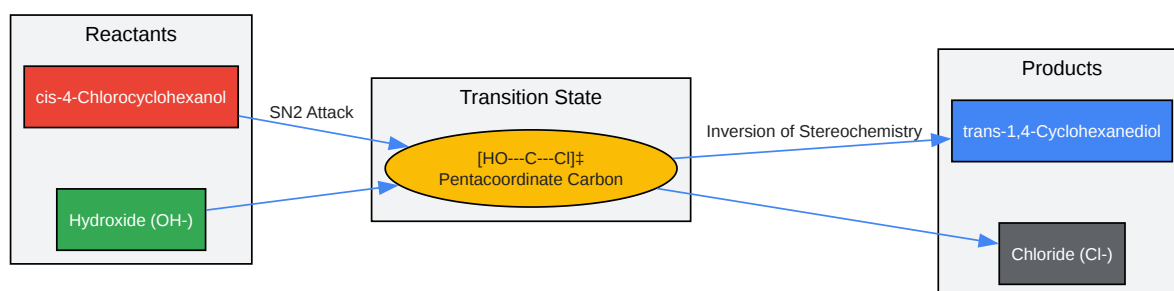 Reactants
cis-4-Chlorocyclohexanol
Hydroxide (OH-)
SN2 Attack
Transition State
[HO---C---Cl]‡
Pentacoordinate Carbon
Inversion of Stereochemistry
Products
trans-1,4-Cyclohexanediol
Chloride (Cl-)